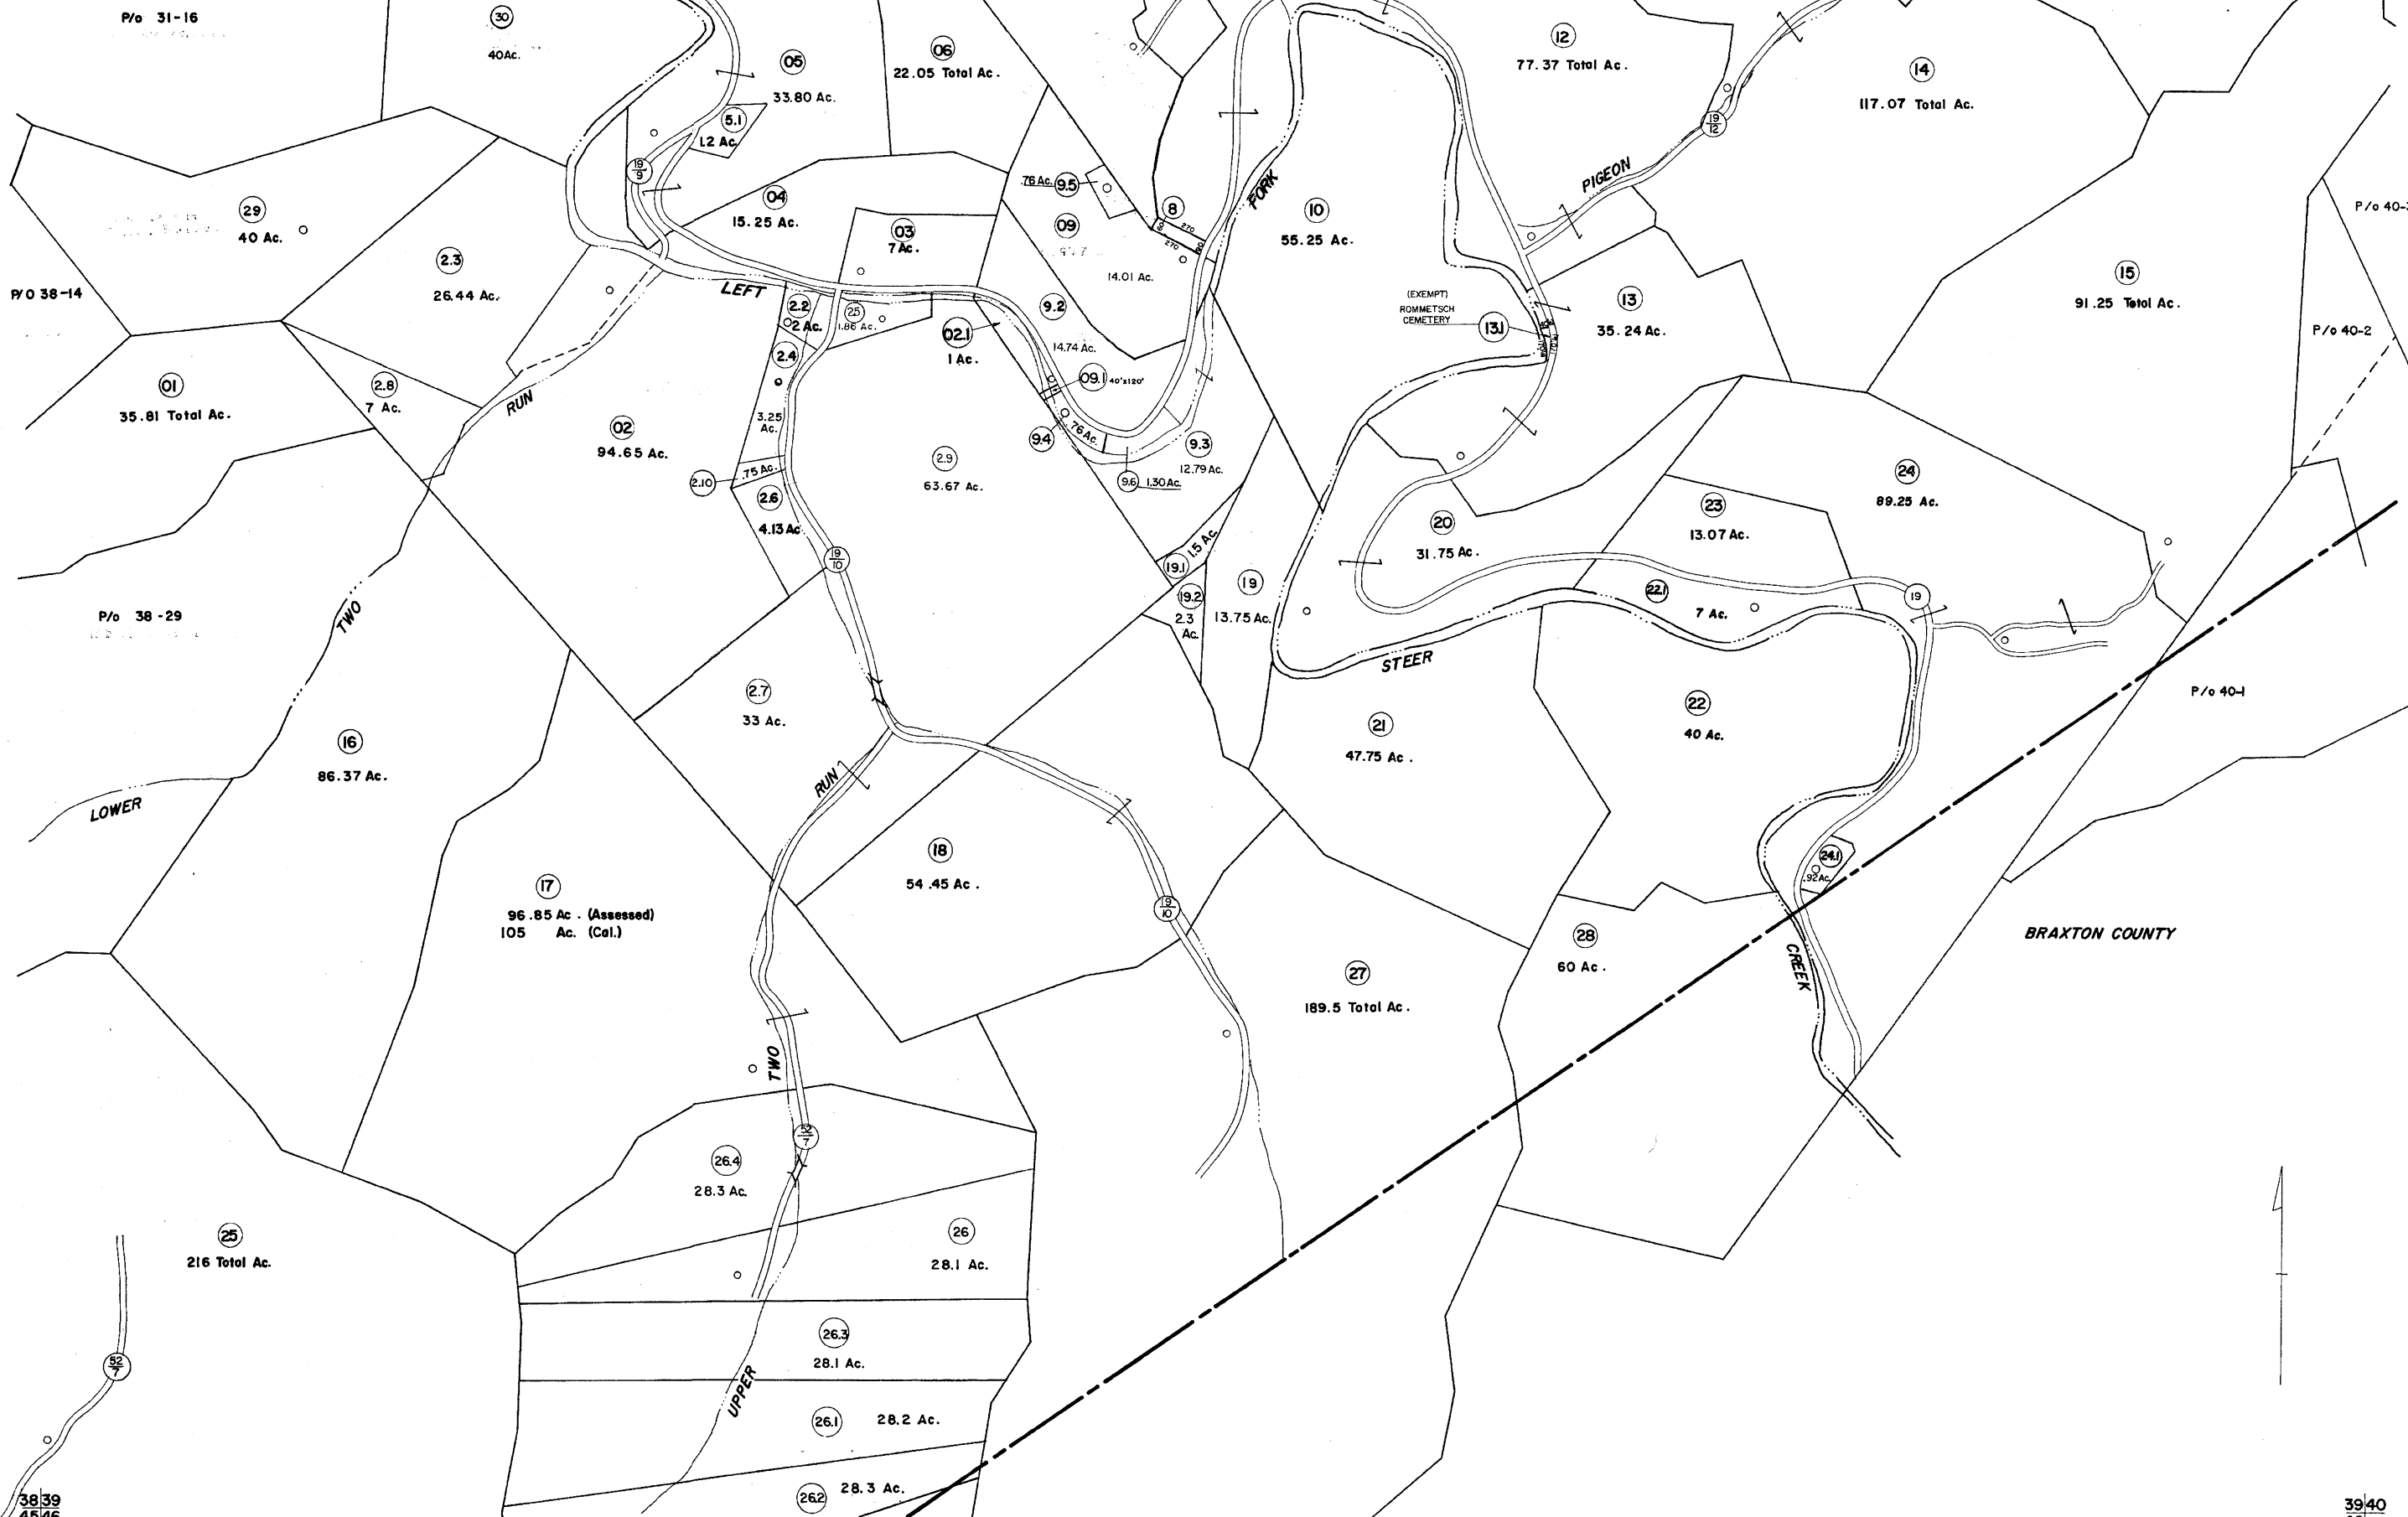 P/o 31-16
30
40Ac.
05
33.80 Ac.
06
22.05 Total Ac.
12
77.37 Total Ac.
14
117.07 Total Ac.
5.1
1.2 Ac.
19
9
19
12
29
40 Ac.
2.3
26.44 Ac.
04
15.25 Ac.
03
7 Ac.
.76 Ac.
9.5
09
14.01 Ac.
8
60
270
270
FORK
10
55.25 Ac.
PIGEON
P/o 40-
P/O 38-14
LEFT
2.2
2 Ac.
2.5
1.86 Ac.
02.1
1 Ac.
9.2
14.74 Ac.
(EXEMPT)
ROMMETSCH
CEMETERY
13.1
13
35.24 Ac.
15
91.25 Total Ac.
P/o 40-2
01
35.81 Total Ac.
2.8
7 Ac.
RUN
2.4
3.25
Ac.
09.1
40'x120'
02
94.65 Ac.
9.4
.76 Ac.
9.3
12.79 Ac.
2.10
.75 Ac.
2.6
4.13 Ac
2.9
63.67 Ac.
9.6
1.30 Ac.
24
89.25 Ac.
23
13.07 Ac.
20
31.75 Ac.
19
10
19.1
1.5 Ac.
19.2
2.3
Ac.
19
13.75 Ac.
22.1
7 Ac.
19
P/o 38-29
TWO
STEER
2.7
33 Ac.
21
47.75 Ac.
22
40 Ac.
P/o 40-1
16
86.37 Ac.
LOWER
RUN
18
54.45 Ac.
24.1
.92 Ac.
17
96.85 Ac. (Assessed)
105 Ac. (Cal.)
19
10
28
60 Ac.
CREEK
BRAXTON COUNTY
27
189.5 Total Ac.
TWO
52
7
26.4
28.3 Ac.
26
28.1 Ac.
25
216 Total Ac.
26.3
28.1 Ac.
52
7
UPPER
26.1
28.2 Ac.
26.2
28.3 Ac.
38 39
45 46
39 40